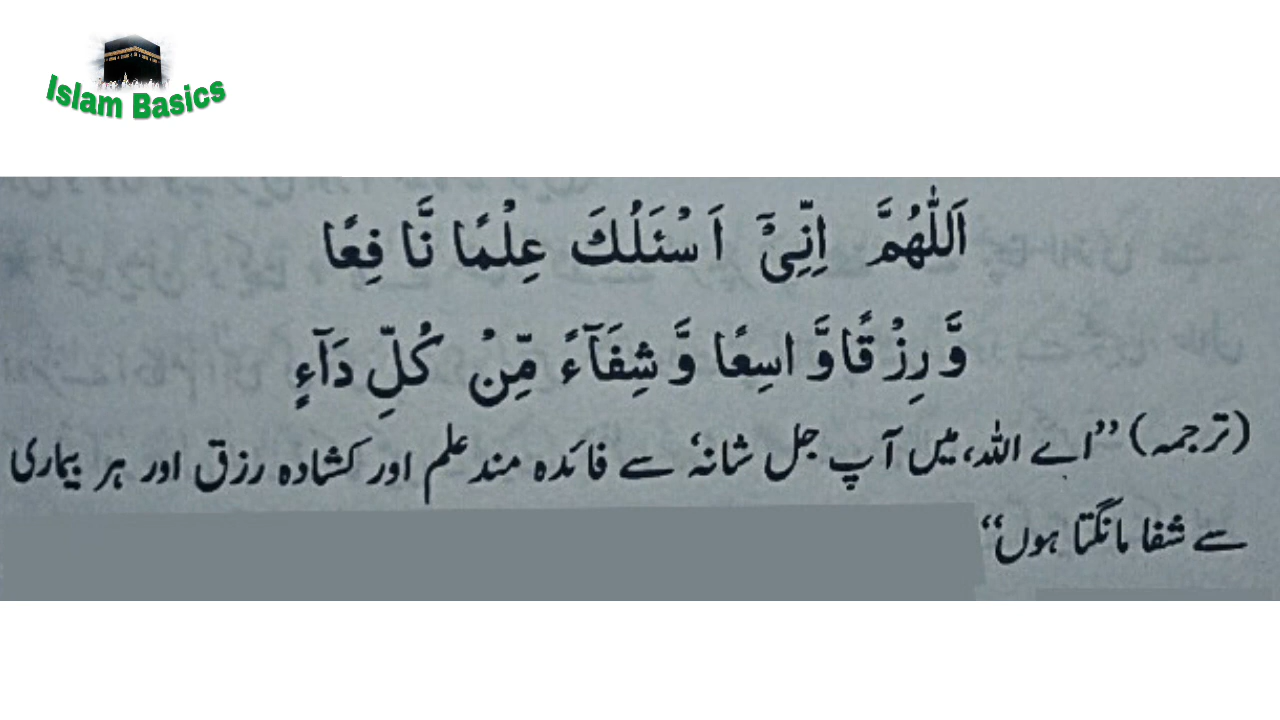 Islam Basics
اَللّٰهُمَّ اِنِّیْۤ اَسْئَلُكَ عِلْمًا نَّافِعًا
وَّرِزْقًا وَّاسِعًا وَّشِفَآءً مِّنْ كُلِّ دَآءٍ
(ترجمہ) ”اے اللہ، میں آپ جل شانہٗ سے فائدہ مند علم اور کشادہ رزق اور ہر بیماری
سے شفا مانگتا ہوں“